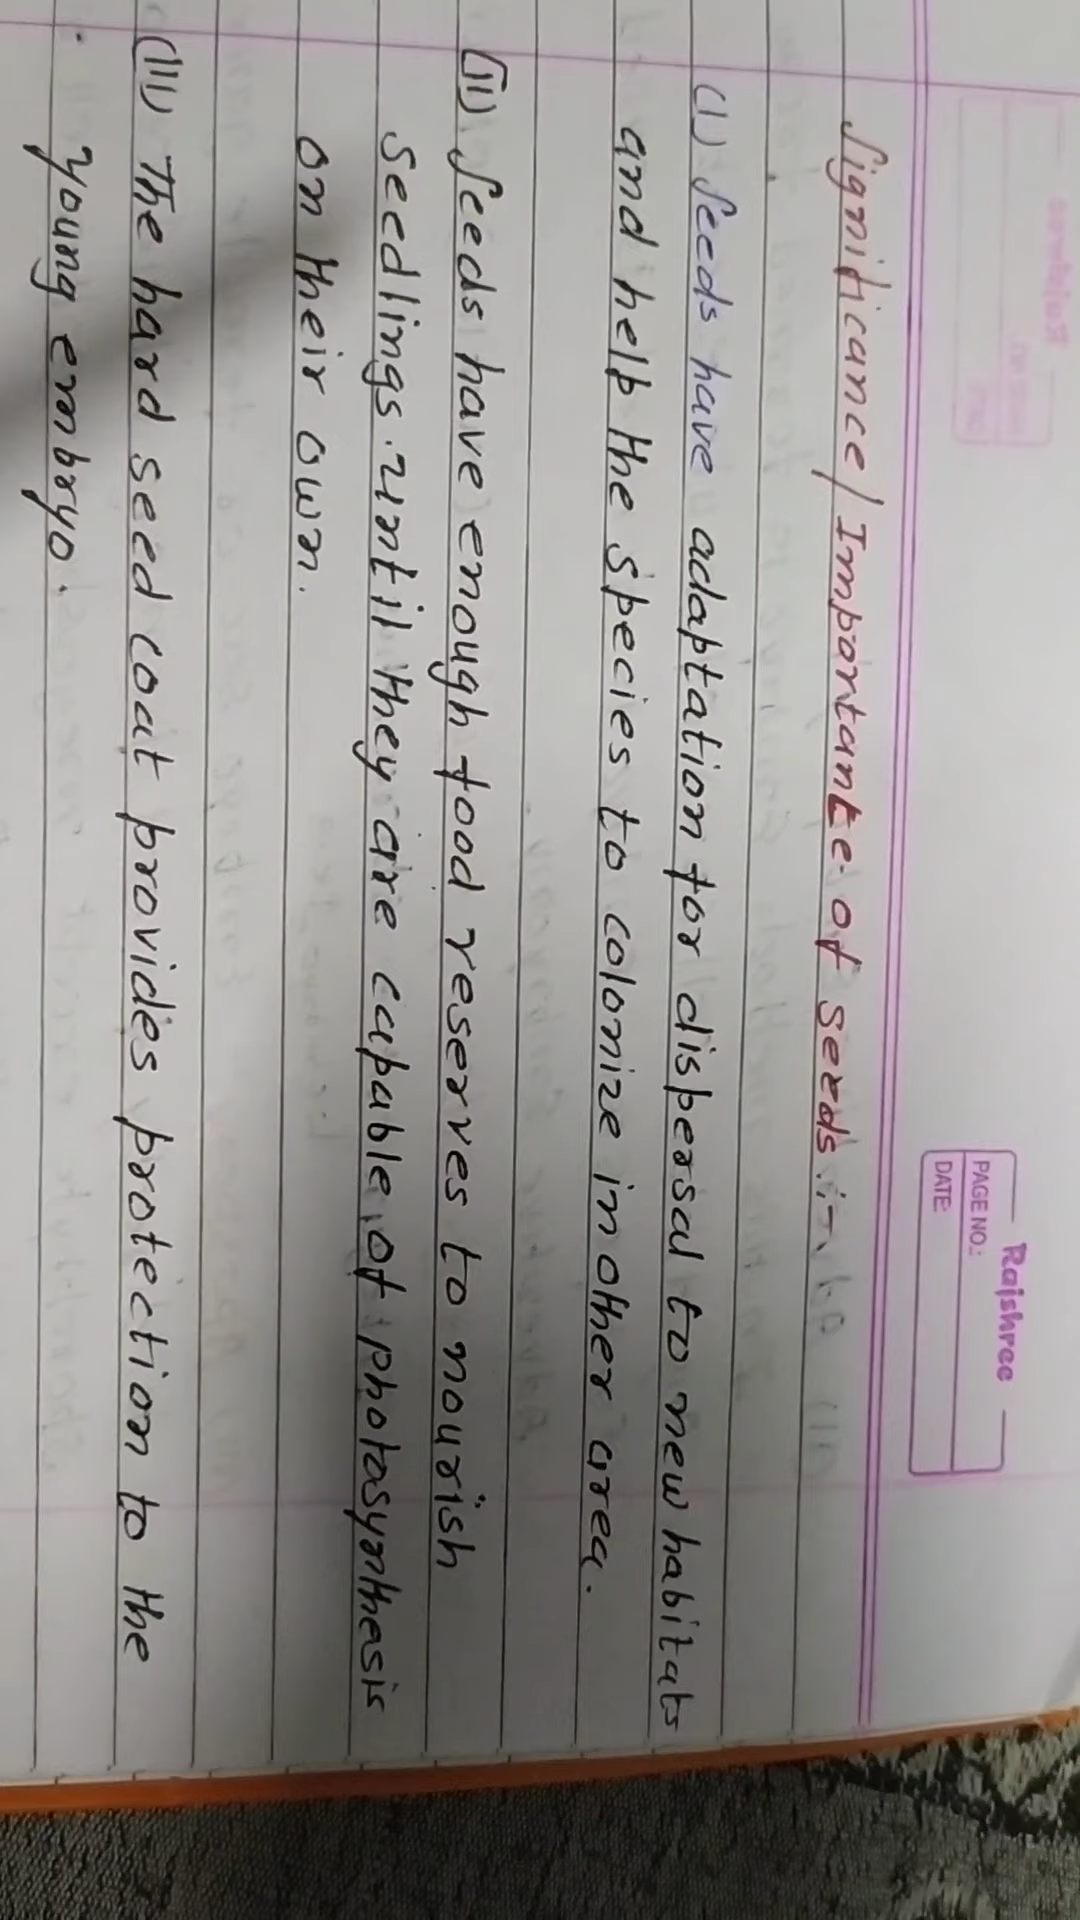 Rajshree
PAGE NO.:
DATE:
Significance / Importante of seeds :-
(i) Seeds have adaptation for dispersal to new habitats
and help the species to colonize in other area.
(ii) Seeds have enough food reserves to nourish
seedlings until they are capable of photosynthesis
on their own.
(iii) The hard seed coat provides protection to the
young embryo.